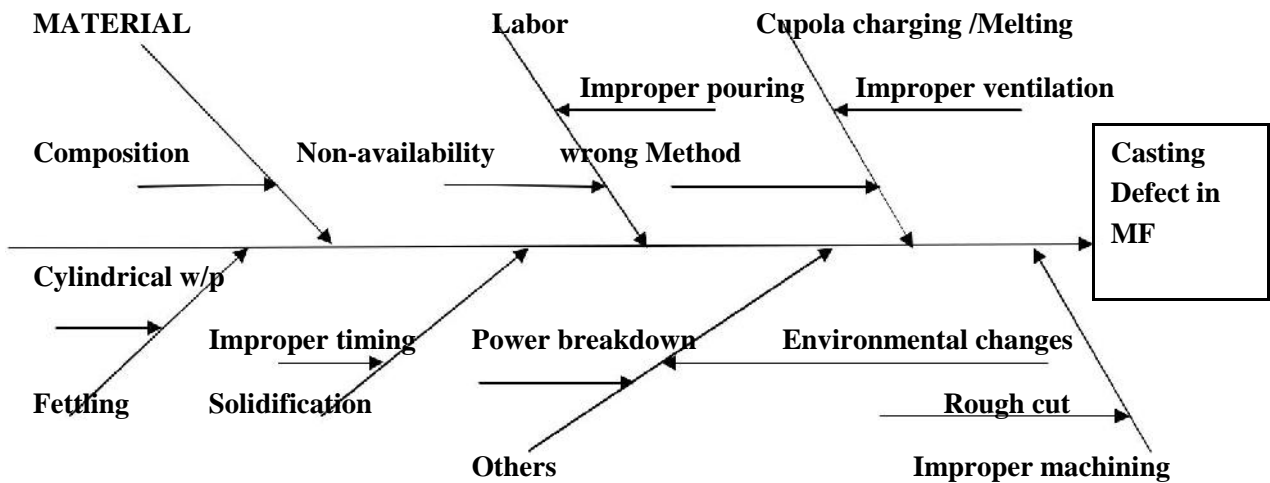 MATERIAL
Labor
Cupola charging /Melting
Improper pouring
Improper ventilation
Composition
Non-availability
wrong Method
Casting
Defect in
MF
Cylindrical w/p
Improper timing
Power breakdown
Environmental changes
Fettling
Solidification
Rough cut
Others
Improper machining